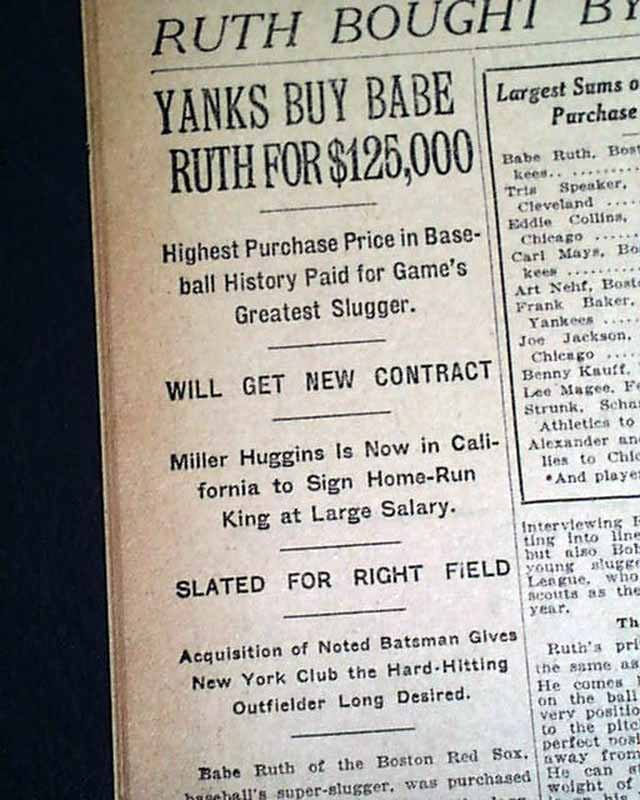 RUTH BOUGHT BY
YANKS BUY BABE
RUTH FOR $125,000
Highest Purchase Price in Base-
ball History Paid for Game's
Greatest Slugger.
WILL GET NEW CONTRACT
Miller Huggins Is Now in Cali-
fornia to Sign Home-Run
King at Large Salary.
SLATED FOR RIGHT FIELD
Acquisition of Noted Batsman Gives
New York Club the Hard-Hitting
Outfielder Long Desired.
Babe Ruth of the Boston Red Sox,
baseball's super-slugger, was purchased
Largest Sums o
Purchase
Babe Ruth, Bost
kees.. ..........
Tris Speaker,
Cleveland .....
Eddie Collins,
Chicago .....
Carl Mays, Bo
kees .........
Art Nehf, Bosto
Frank Baker,
Yankees ....
Joe Jackson,
Chicago ....
Benny Kauff,
Lee Magee, Fe
Strunk, Scha
Athletics to
Alexander and
lies to Chic
*And playe
interviewing
ting into line
but also Bob
young slugge
League, who
scouts as the
year.
Th
Ruth's pri
the same as
He comes
on the ball
very positio
to the pitc
perfect posi
away from
He can s
weight of
his